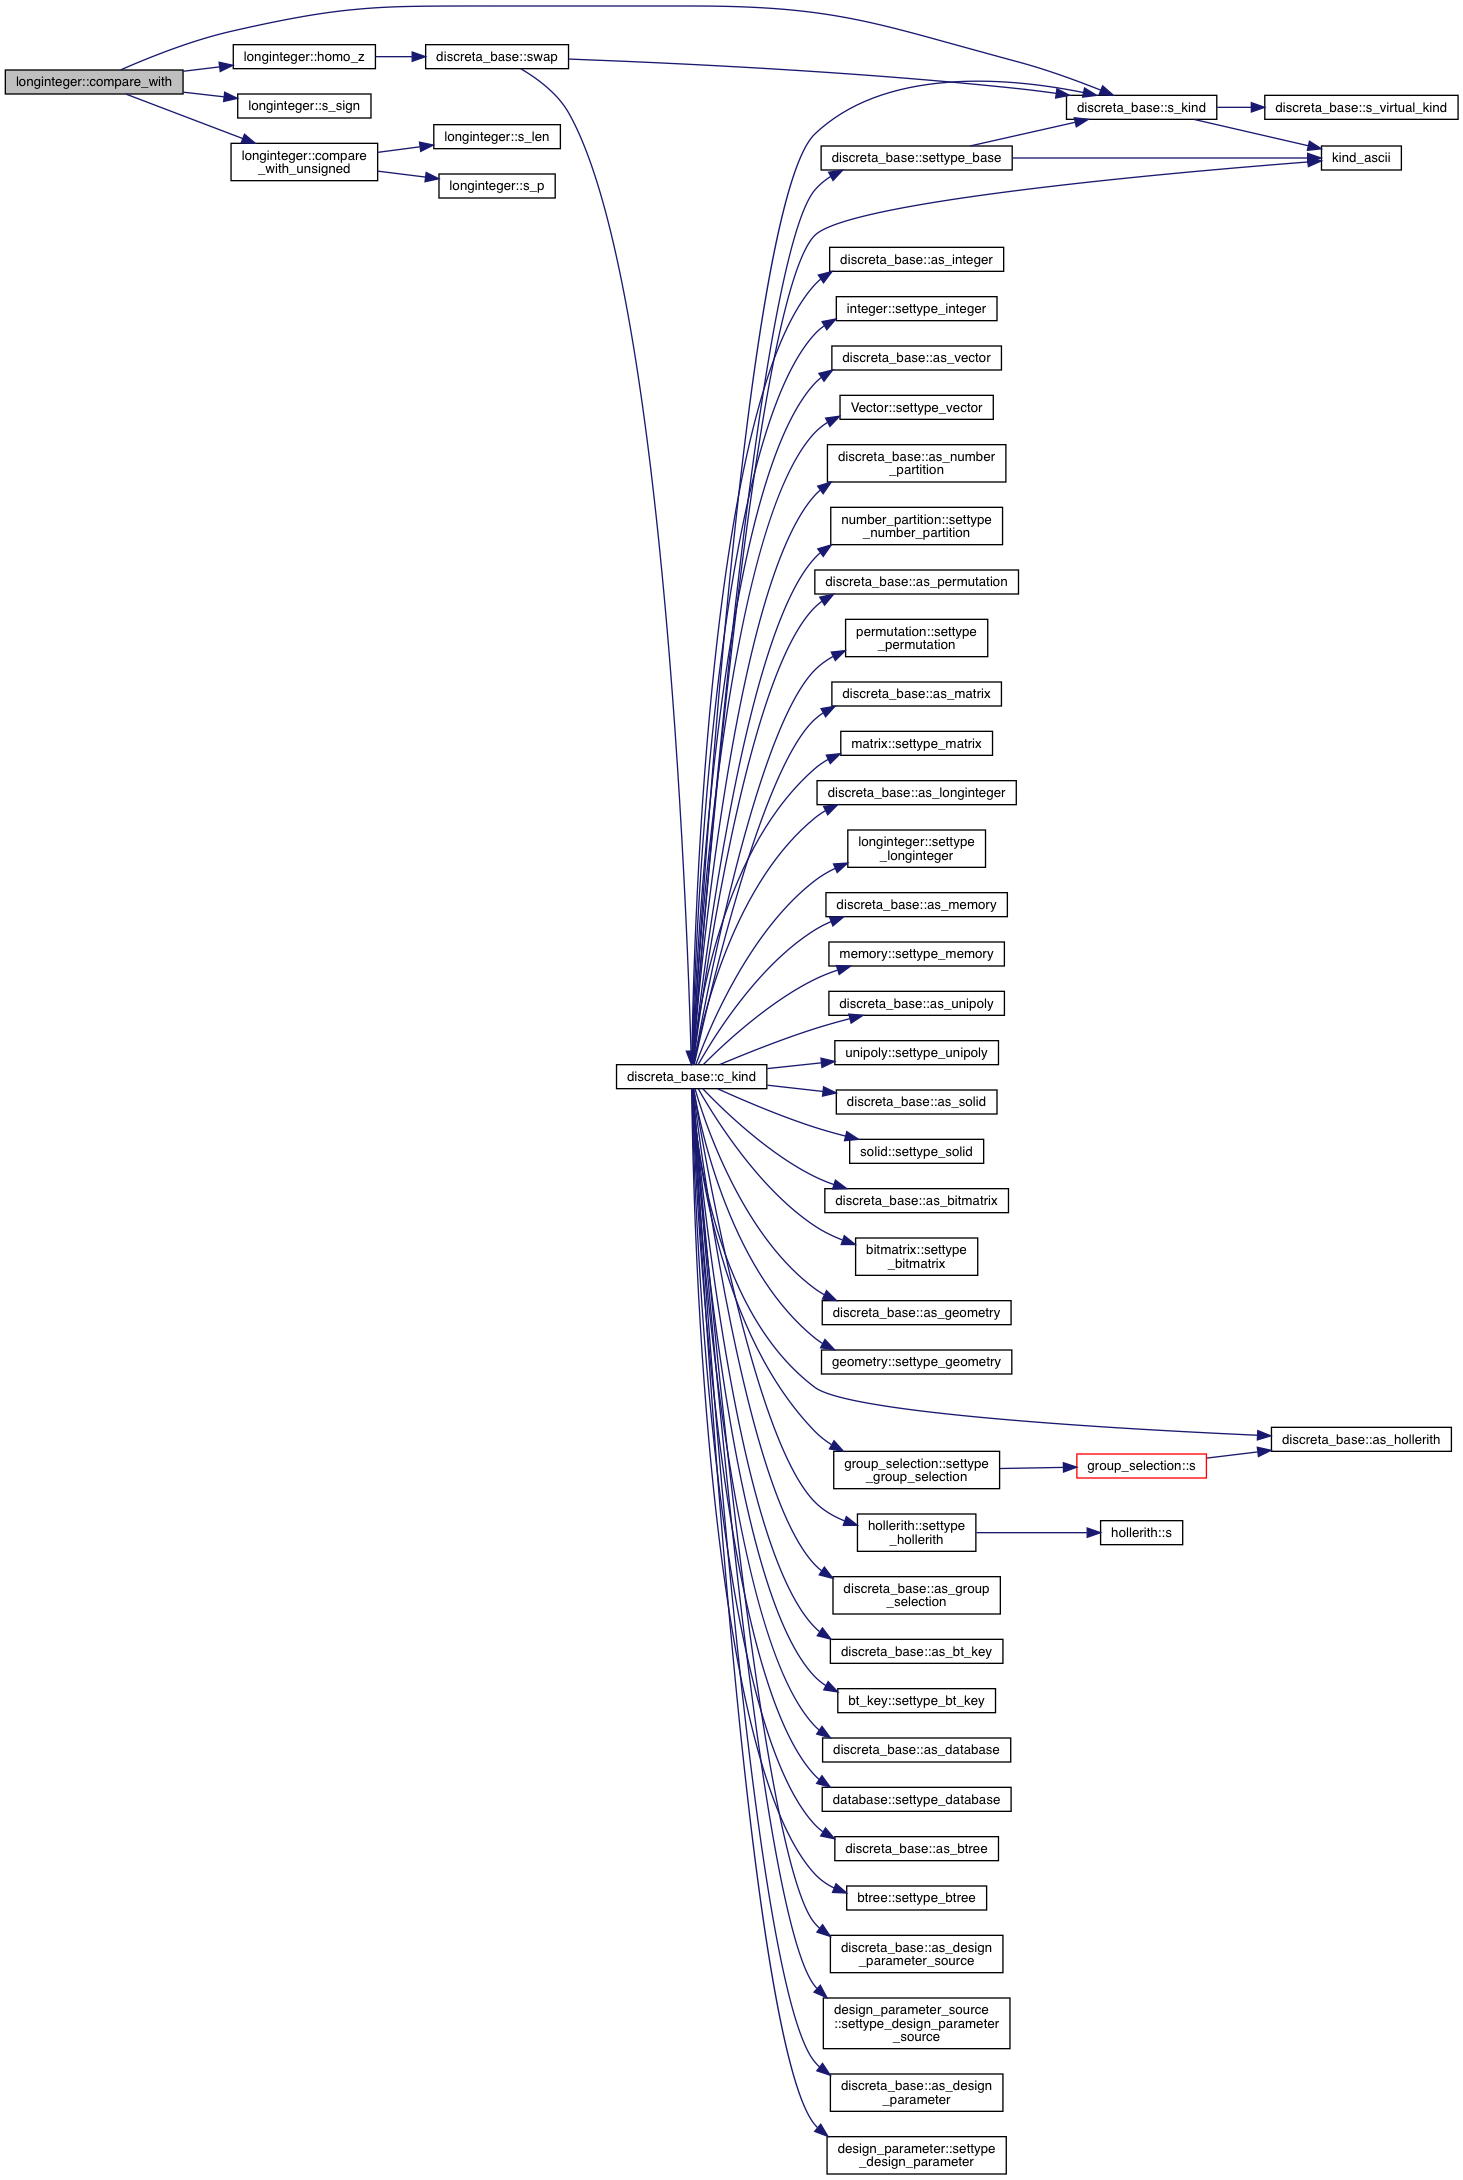 longinteger::compare_with
longinteger::homo_z
longinteger::s_sign
longinteger::compare
_with_unsigned
discreta_base::swap
longinteger::s_len
longinteger::s_p
discreta_base::c_kind
discreta_base::s_kind
discreta_base::s_virtual_kind
kind_ascii
discreta_base::settype_base
discreta_base::as_integer
integer::settype_integer
discreta_base::as_vector
Vector::settype_vector
discreta_base::as_number
_partition
number_partition::settype
_number_partition
discreta_base::as_permutation
permutation::settype
_permutation
discreta_base::as_matrix
matrix::settype_matrix
discreta_base::as_longinteger
longinteger::settype
_longinteger
discreta_base::as_memory
memory::settype_memory
discreta_base::as_unipoly
unipoly::settype_unipoly
discreta_base::as_solid
solid::settype_solid
discreta_base::as_bitmatrix
bitmatrix::settype
_bitmatrix
discreta_base::as_geometry
geometry::settype_geometry
discreta_base::as_hollerith
group_selection::settype
_group_selection
group_selection::s
hollerith::settype
_hollerith
hollerith::s
discreta_base::as_group
_selection
discreta_base::as_bt_key
bt_key::settype_bt_key
discreta_base::as_database
database::settype_database
discreta_base::as_btree
btree::settype_btree
discreta_base::as_design
_parameter_source
design_parameter_source
::settype_design_parameter
_source
discreta_base::as_design
_parameter
design_parameter::settype
_design_parameter